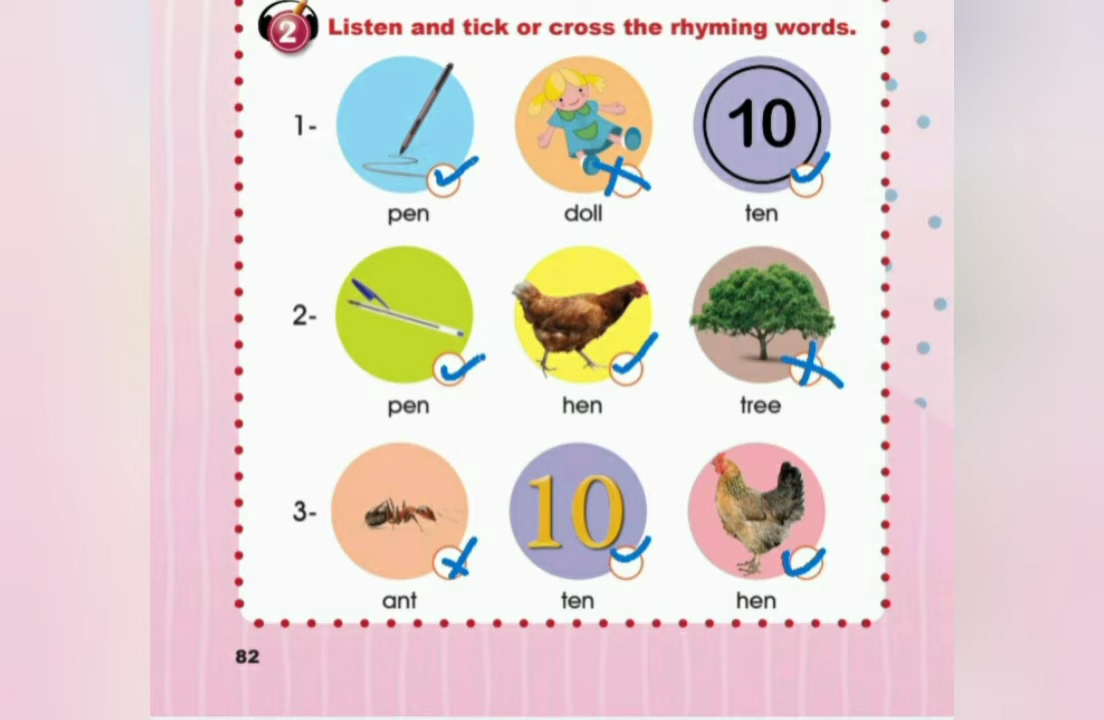 2 Listen and tick or cross the rhyming words.
1-
10
pen doll ten
2-
pen hen tree
3-
10
ant ten hen
82